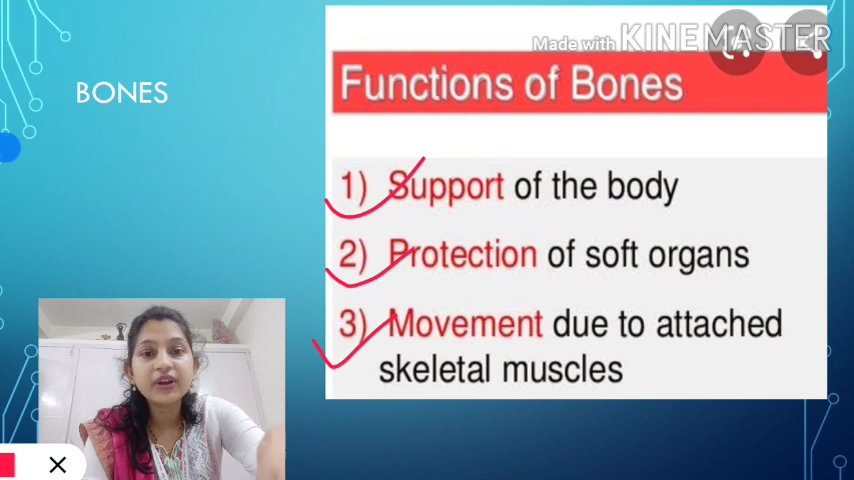 Made with KINEMASTER
BONES
Functions of Bones
1) Support of the body
2) Protection of soft organs
3) Movement due to attached
skeletal muscles